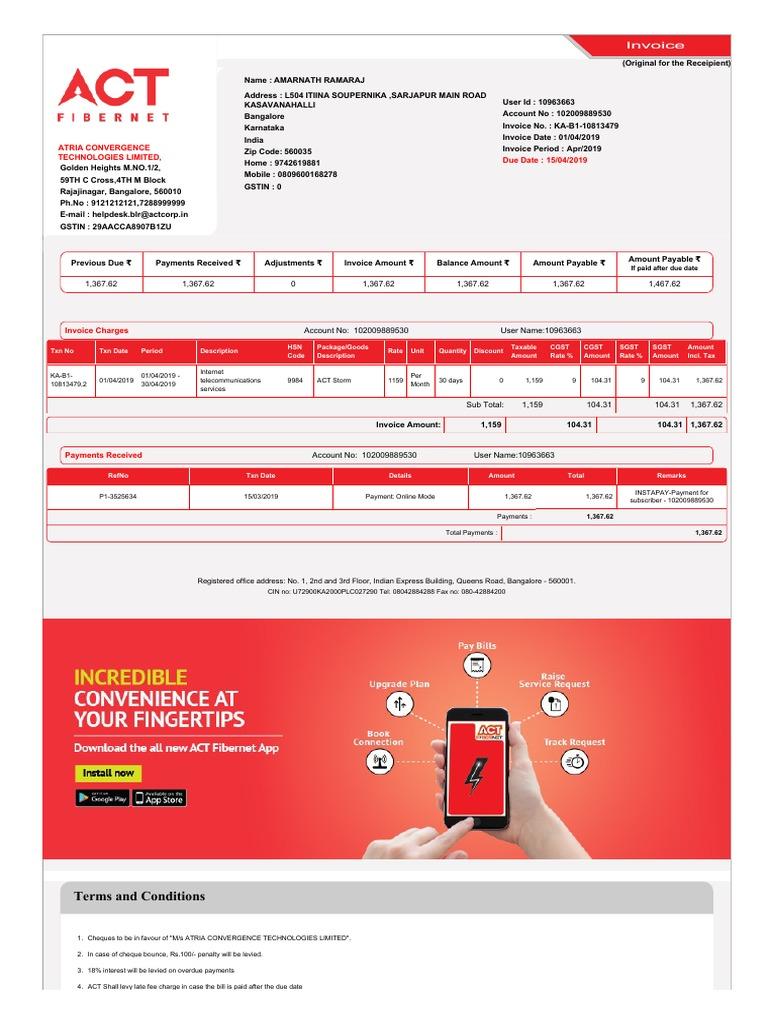 Invoice
(Original for the Receipient)
ACT
FIBERNET
ATRIA CONVERGENCE
TECHNOLOGIES LIMITED,
Golden Heights M.NO.1/2,
59TH C Cross,4TH M Block
Rajajinagar, Bangalore, 560010
Ph.No : 9121212121,7288999999
E-mail : helpdesk.blr@actcorp.in
GSTIN : 29AACCA8907B1ZU
Name : AMARNATH RAMARAJ
Address : L504 ITIINA SOUPERNIKA ,SARJAPUR MAIN ROAD
KASAVANAHALLI
Bangalore
Karnataka
India
Zip Code: 560035
Home : 9742619881
Mobile : 0809600168278
GSTIN : 0
User Id : 10963663
Account No : 102009889530
Invoice No. : KA-B1-10813479
Invoice Date : 01/04/2019
Invoice Period : Apr/2019
Due Date : 15/04/2019
Previous Due ₹ Payments Received ₹ Adjustments ₹ Invoice Amount ₹ Balance Amount ₹ Amount Payable ₹ Amount Payable ₹ If paid after due date
1,367.62 1,367.62 0 1,367.62 1,367.62 1,367.62 1,467.62
Invoice Charges Account No: 102009889530 User Name:10963663
Txn No Txn Date Period Description HSN Code Package/Goods Description Rate Unit Quantity Discount Taxable Amount CGST Rate % CGST Amount SGST Rate % SGST Amount Amount Incl. Tax
KA-B1-10813479,2 01/04/2019 01/04/2019 - 30/04/2019 Internet telecommunications services 9984 ACT Storm 1159 Per Month 30 days 0 1,159 9 104.31 9 104.31 1,367.62
Sub Total: 1,159 104.31 104.31 1,367.62
Invoice Amount: 1,159 104.31 104.31 1,367.62
Payments Received Account No: 102009889530 User Name:10963663
RefNo Txn Date Details Amount Total Remarks
P1-3525634 15/03/2019 Payment: Online Mode 1,367.62 1,367.62 INSTAPAY-Payment for subscriber - 102009889530
Payments : 1,367.62
Total Payments : 1,367.62
Registered office address: No. 1, 2nd and 3rd Floor, Indian Express Building, Queens Road, Bangalore - 560001.
CIN no: U72900KA2000PLC027290 Tel: 08042884288 Fax no: 080-42884200
INCREDIBLE
CONVENIENCE AT
YOUR FINGERTIPS
Download the all new ACT Fibernet App
Install now
GET IT ON
Google Play
Available on the
App Store
Pay Bills
Upgrade Plan
Raise
Service Request
Book
Connection
Track Request
ACT
FIBERNET
Terms and Conditions
1. Cheques to be in favour of "M/s ATRIA CONVERGENCE TECHNOLOGIES LIMITED".
2. In case of cheque bounce, Rs.100/- penalty will be levied.
3. 18% interest will be levied on overdue payments
4. ACT Shall levy late fee charge in case the bill is paid after the due date